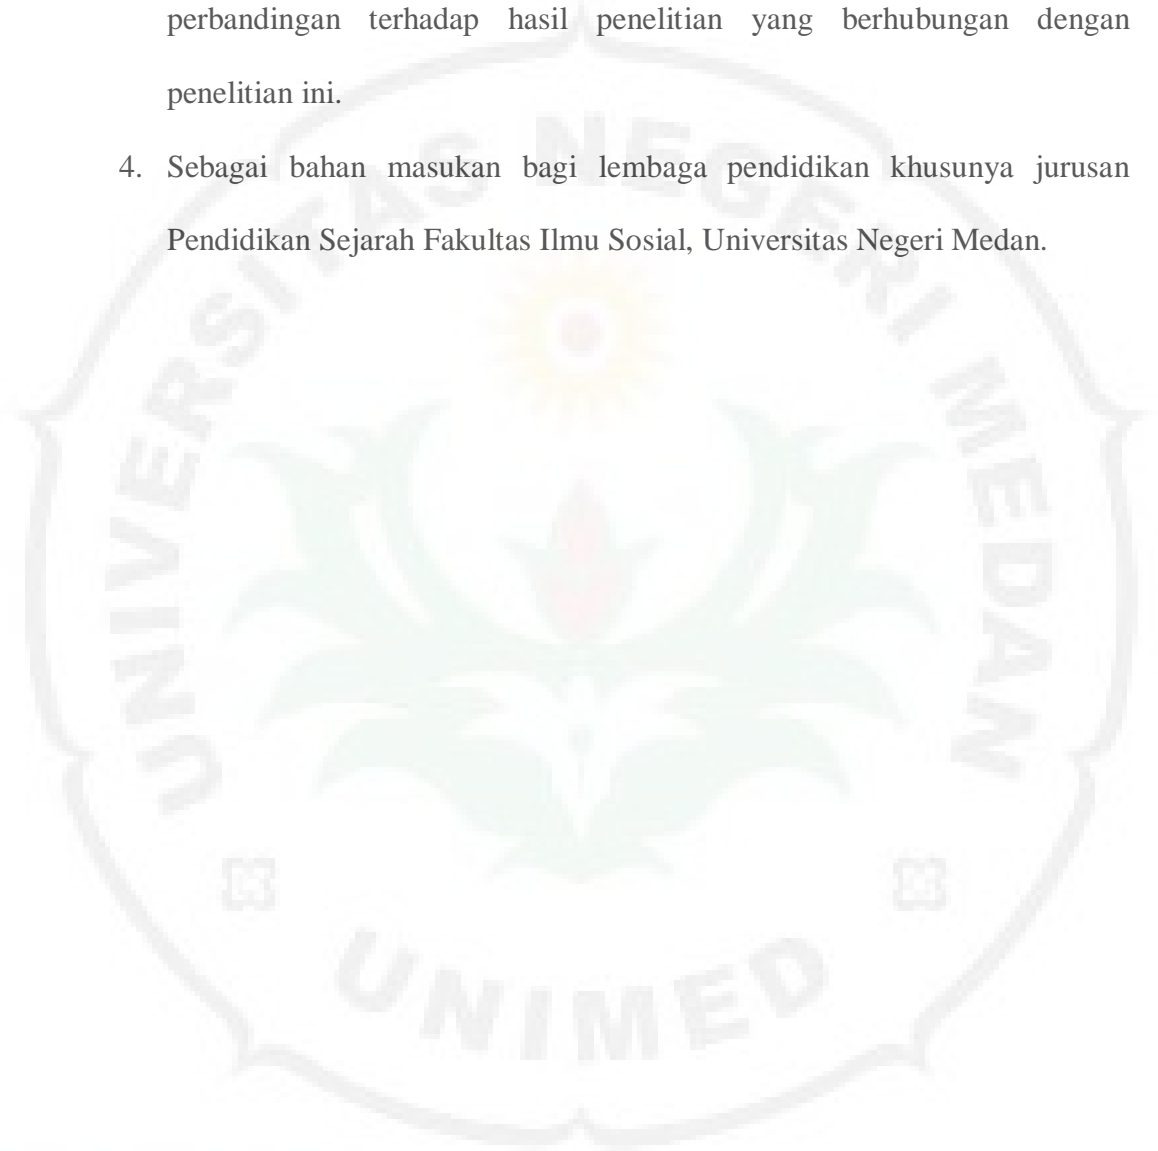 perbandingan terhadap hasil penelitian yang berhubungan dengan
penelitian ini.
4. Sebagai bahan masukan bagi lembaga pendidikan khusunya jurusan
Pendidikan Sejarah Fakultas Ilmu Sosial, Universitas Negeri Medan.
UNIVERSITAS NEGERI MEDAN
UNIMED